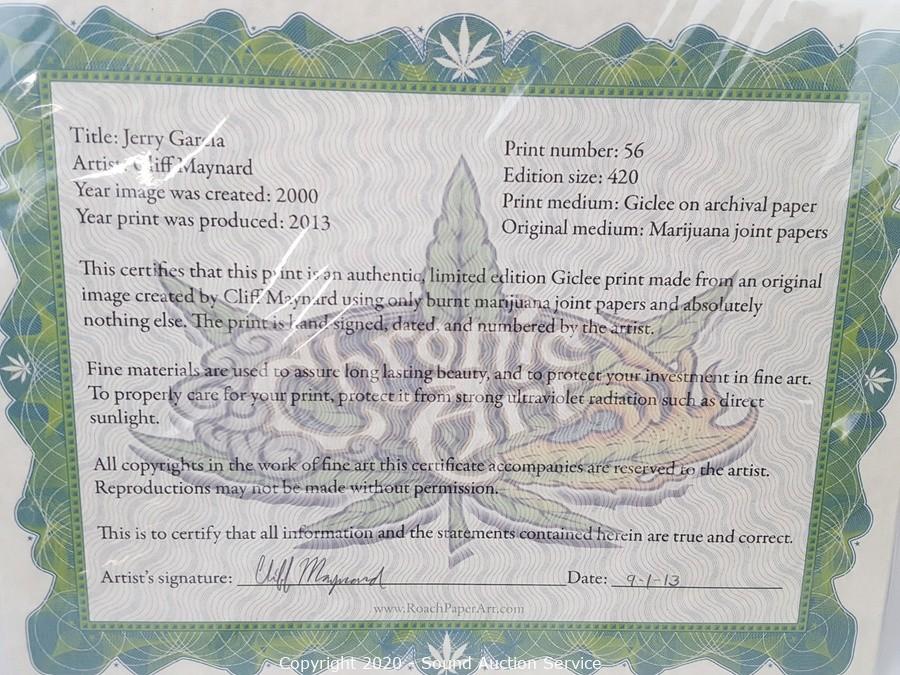 Title: Jerry Garcia
Artist: Cliff Maynard
Year image was created: 2000
Year print was produced: 2013
Print number: 56
Edition size: 420
Print medium: Giclee on archival paper
Original medium: Marijuana joint papers
This certifies that this print is an authentic, limited edition Giclee print made from an original
image created by Cliff Maynard using only burnt marijuana joint papers and absolutely
nothing else. The print is hand signed, dated, and numbered by the artist.
Chronic
Art
Fine materials are used to assure long lasting beauty, and to protect your investment in fine art.
To properly care for your print, protect it from strong ultraviolet radiation such as direct
sunlight.
All copyrights in the work of fine art this certificate accompanies are reserved to the artist.
Reproductions may not be made without permission.
This is to certify that all information and the statements contained herein are true and correct.
Artist's signature: Cliff Maynard Date: 9-1-13
www.RoachPaperArt.com
Copyright 2020 - Sound Auction Service